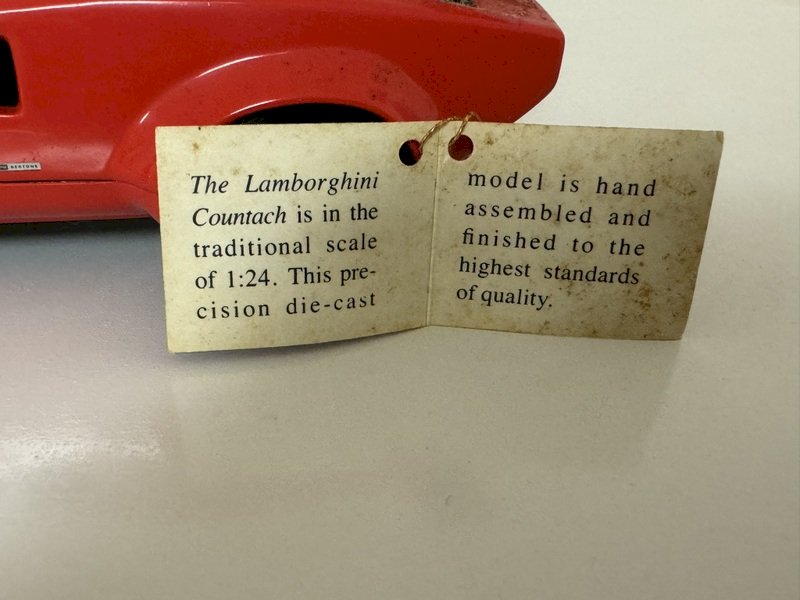 The Lamborghini
Countach is in the
traditional scale
of 1:24. This pre-
cision die-cast
model is hand
assembled and
finished to the
highest standards
of quality.
BERTONE